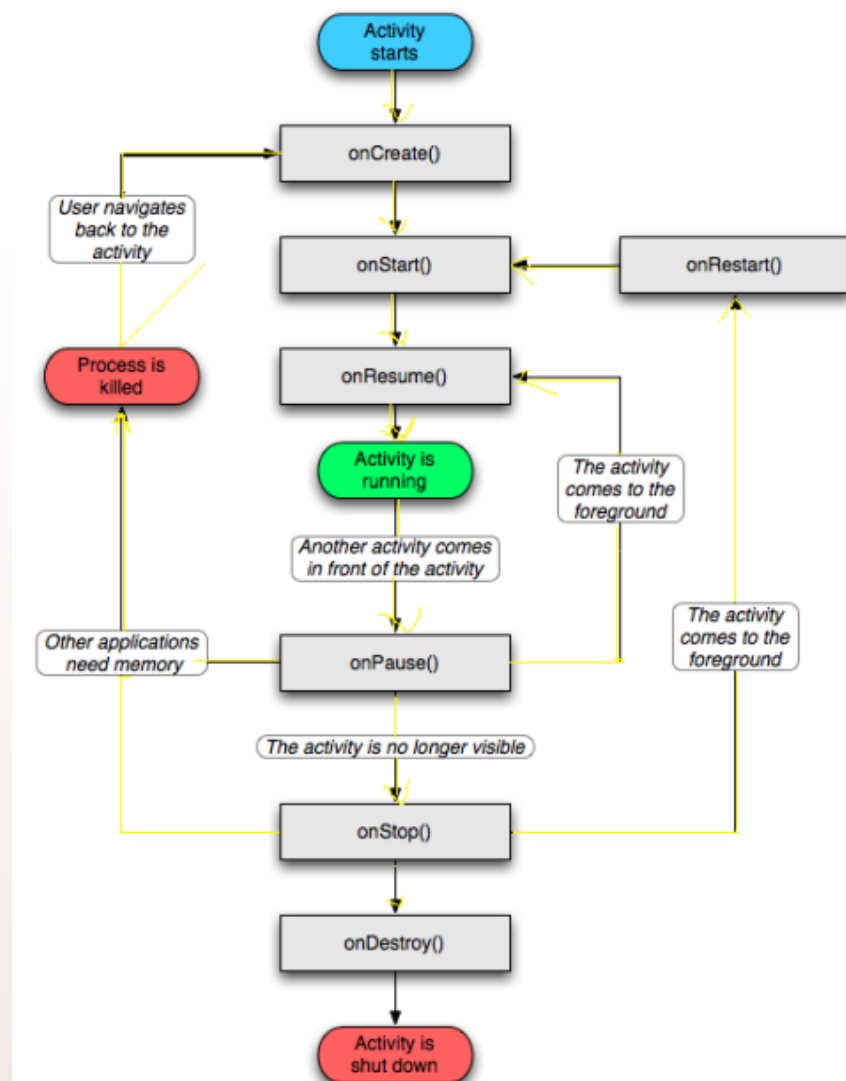 Activity
starts
onCreate()
User navigates
back to the
activity
onStart()
onRestart()
Process is
killed
onResume()
Activity is
running
The activity
comes to the
foreground
Another activity comes
in front of the activity
The activity
comes to the
foreground
Other applications
need memory
onPause()
The activity is no longer visible
onStop()
onDestroy()
Activity is
shut down